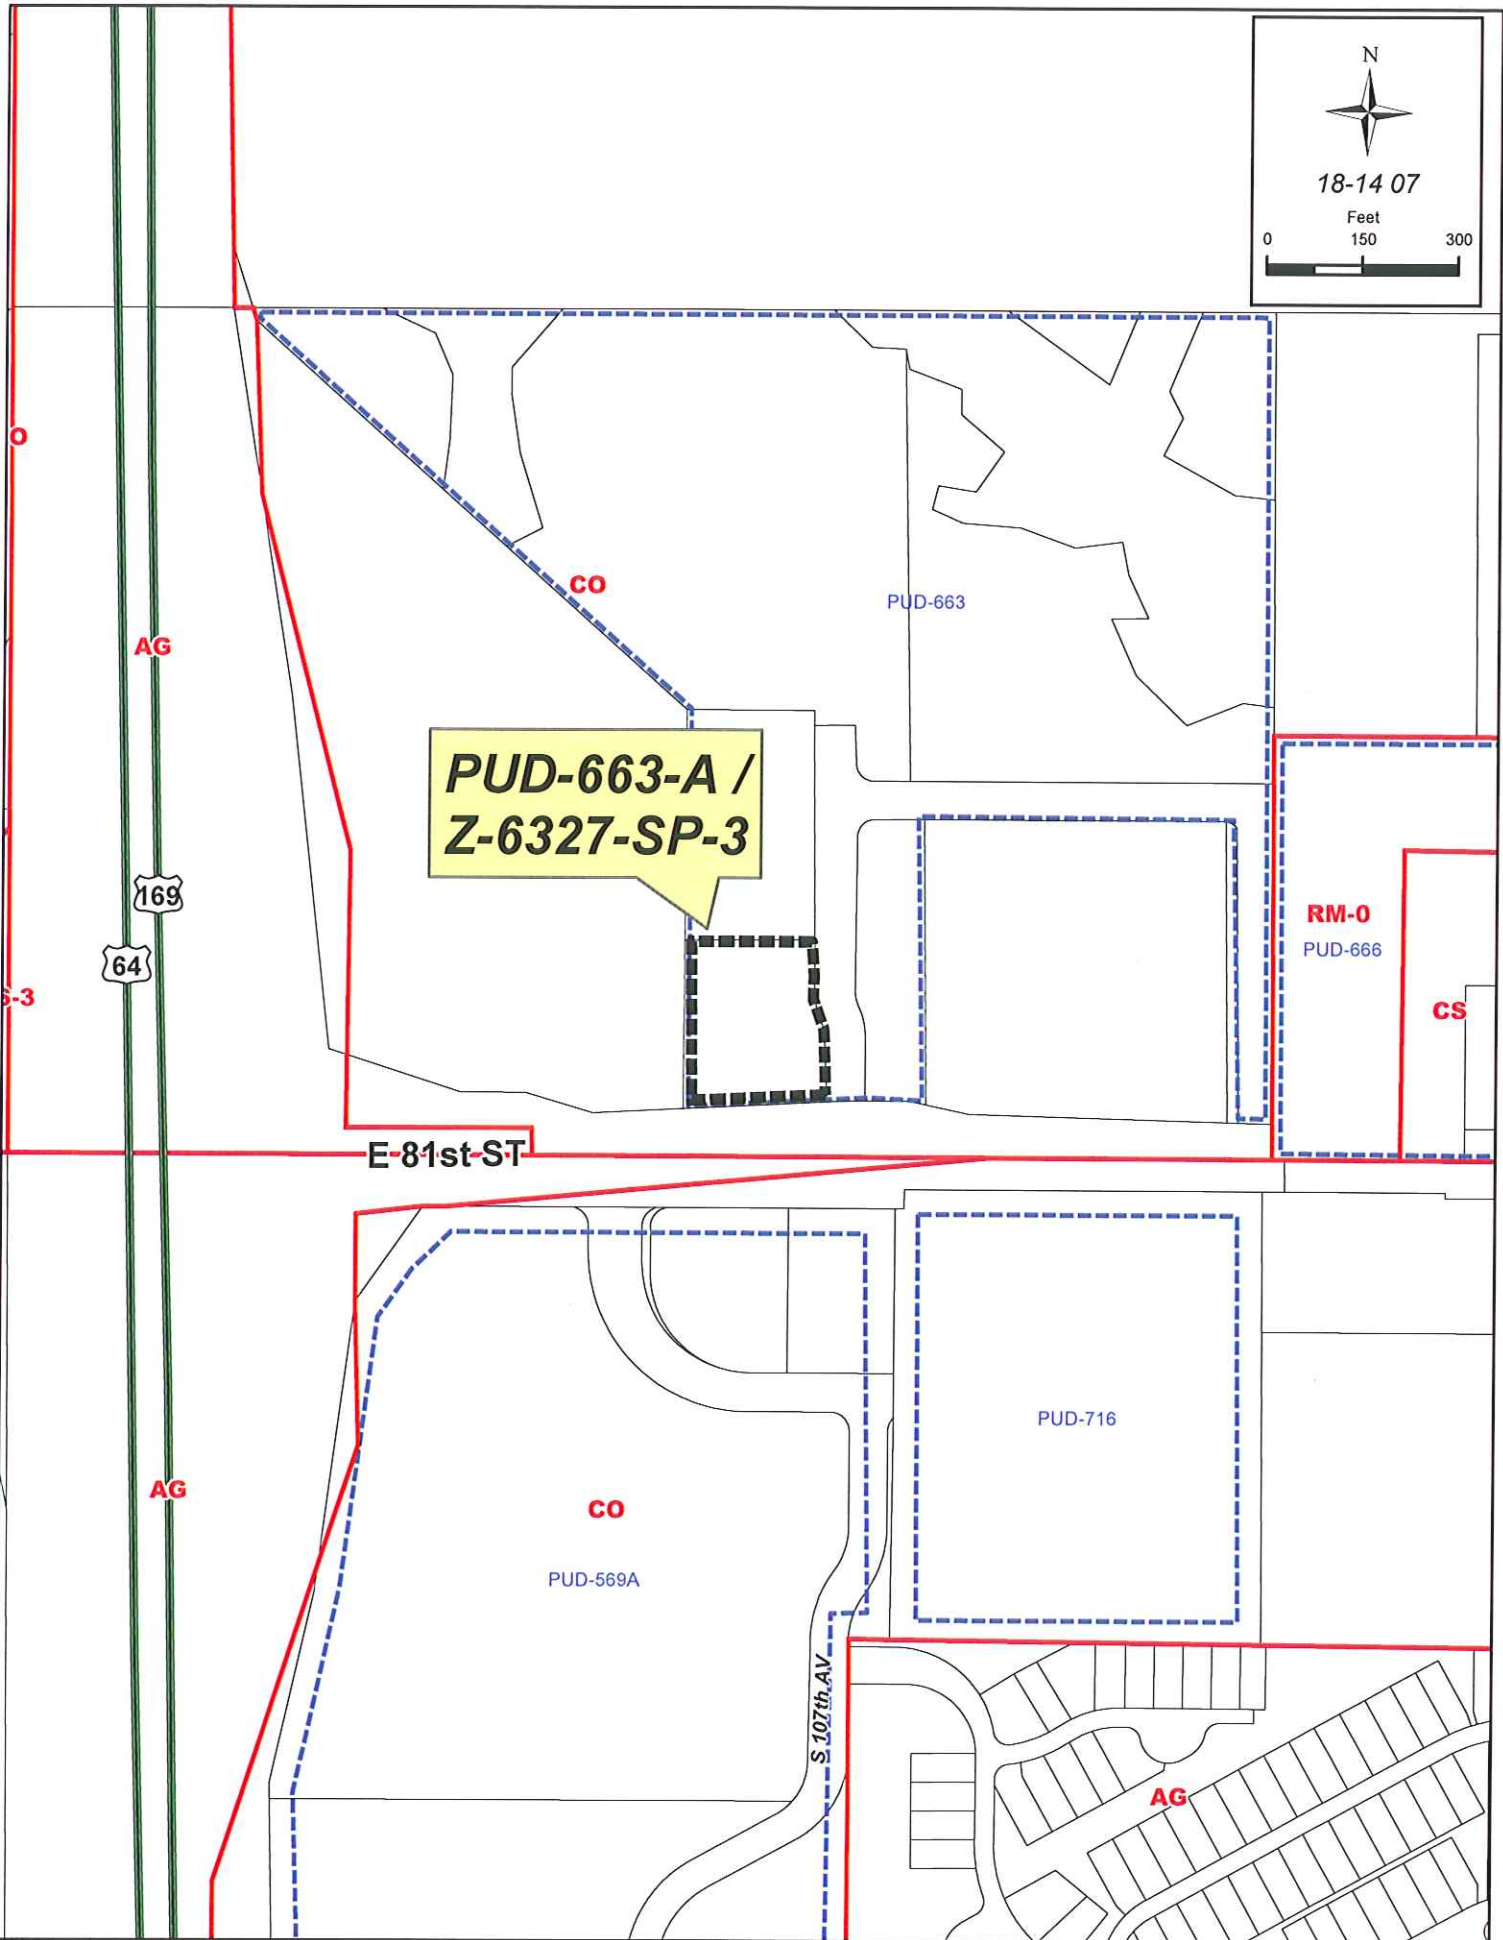 N
18-14 07
Feet
0 150 300
O
CO
PUD-663
AG
PUD-663-A /
Z-6327-SP-3
169
RM-0
PUD-666
64
S-3
CS
E 81st ST
PUD-716
AG
CO
PUD-569A
S 107th AV
AG